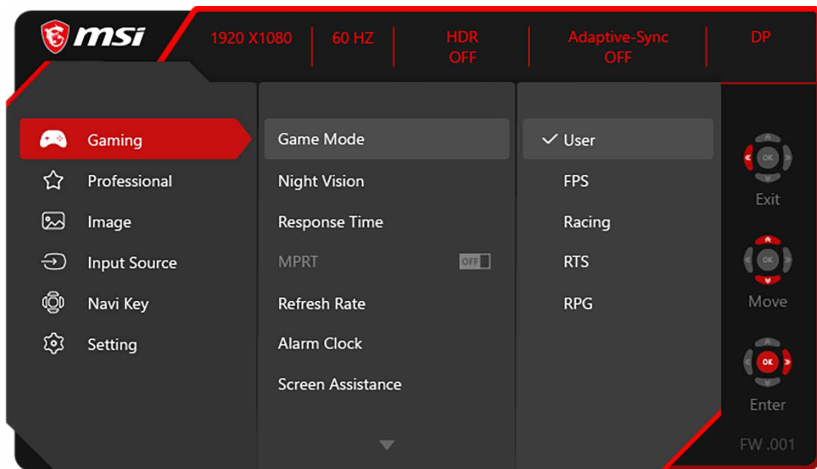 msi
1920 X1080
60 HZ
HDR
OFF
Adaptive-Sync
OFF
DP
Gaming
Professional
Image
Input Source
Navi Key
Setting
Game Mode
Night Vision
Response Time
MPRT
OFF
Refresh Rate
Alarm Clock
Screen Assistance
User
FPS
Racing
RTS
RPG
OK
Exit
OK
Move
OK
Enter
FW .001